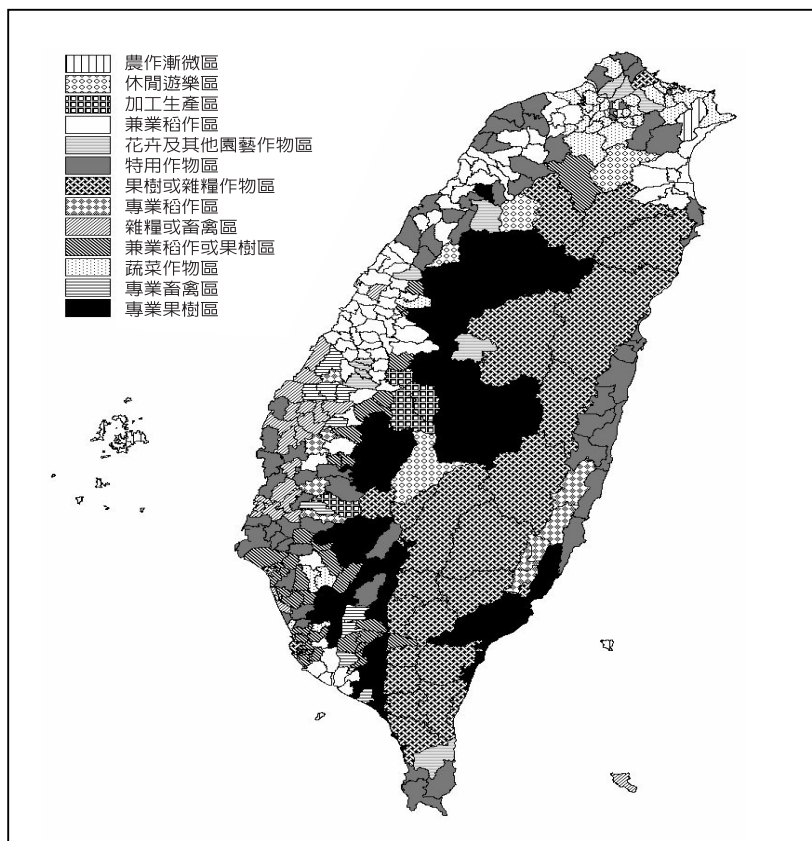 農作漸微區
休閒遊樂區
加工生產區
兼業稻作區
花卉及其他園藝作物區
特用作物區
果樹或雜糧作物區
專業稻作區
雜糧或畜禽區
兼業稻作或果樹區
蔬菜作物區
專業畜禽區
專業果樹區